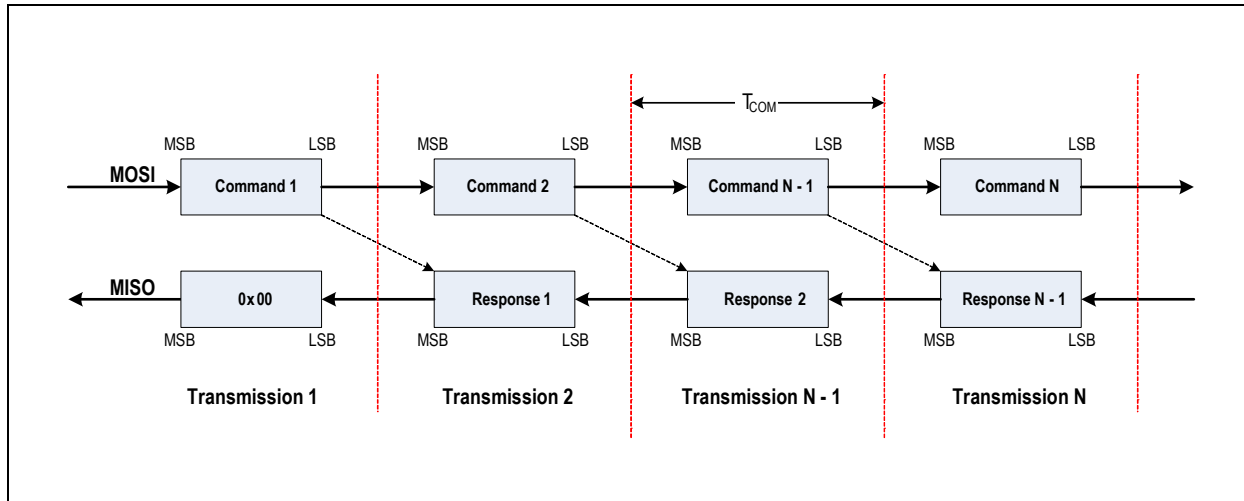 T_COM
MSB LSB MSB LSB MSB LSB MSB LSB
MOSI Command 1 Command 2 Command N - 1 Command N
MISO 0x00 Response 1 Response 2 Response N - 1
MSB LSB MSB LSB MSB LSB MSB LSB
Transmission 1 Transmission 2 Transmission N - 1 Transmission N